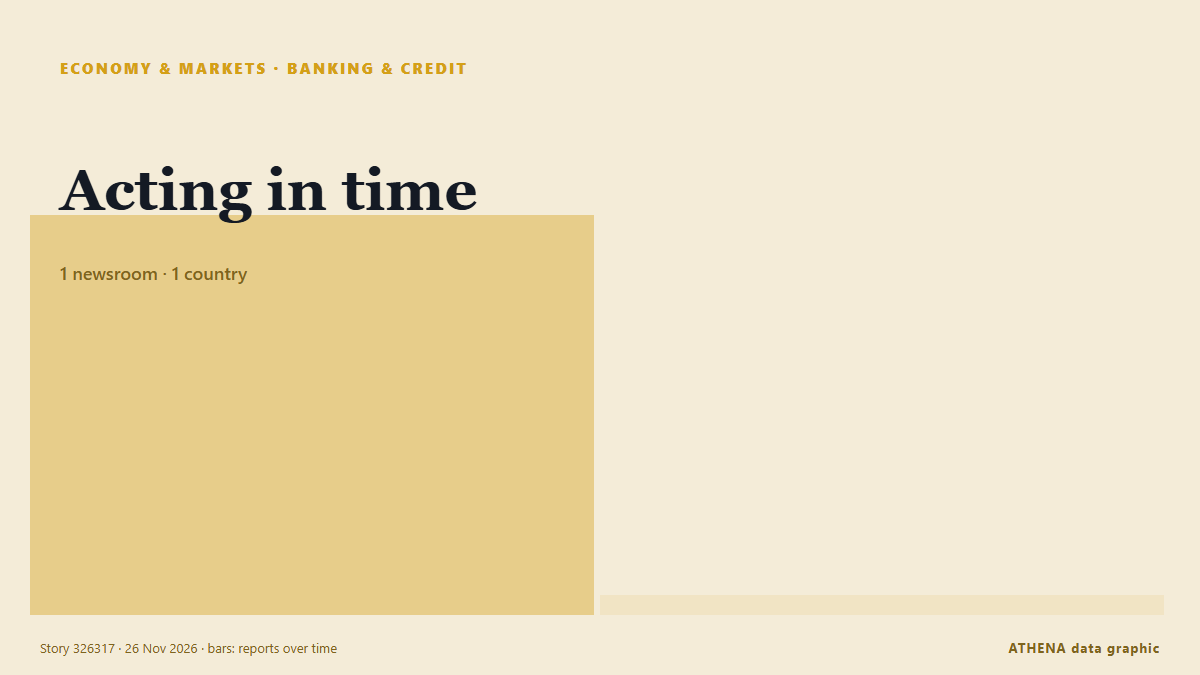 ECONOMY & MARKETS · BANKING & CREDIT
Acting in time
1 newsroom · 1 country
Story 326317 · 26 Nov 2026 · bars: reports over time
ATHENA data graphic